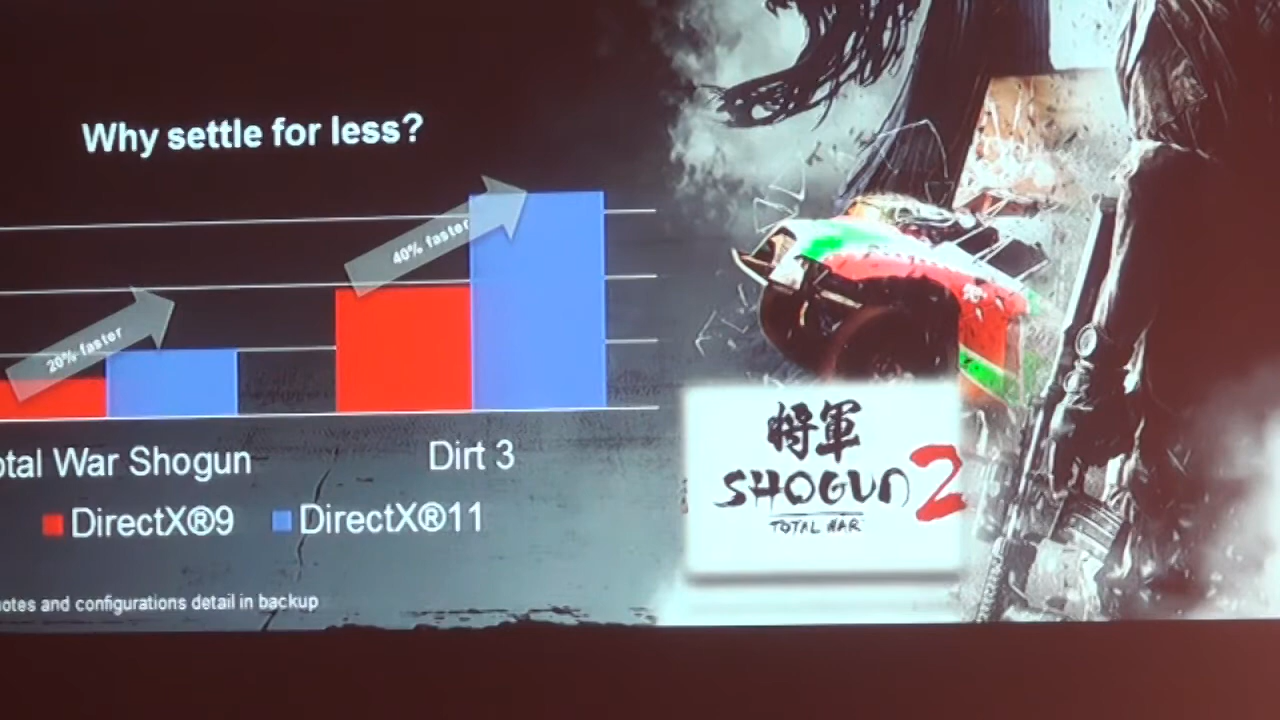 Why settle for less?
40% faster
20% faster
otal War Shogun
Dirt 3
DirectX®9
DirectX®11
otes and configurations detail in backup
将軍
SHOGUN 2
TOTAL WAR